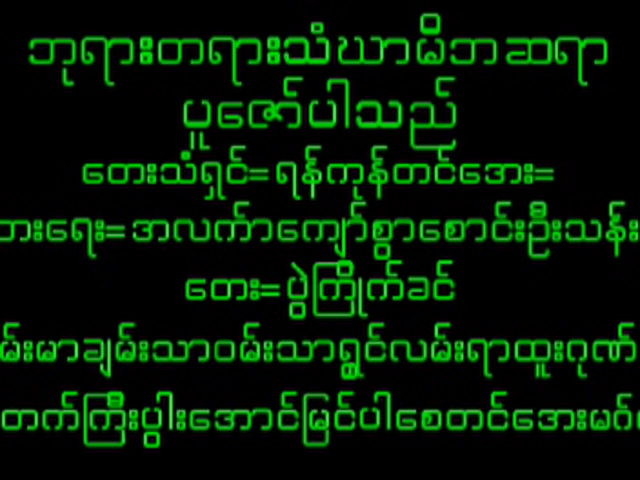 ဘုရားတရားသံဃာမိဘဆရာ
ပူဇော်ပါသည်
တေးသံရှင်=ရန်ကုန်တင်အေး=
အလင်္ကာကျော်စွာစောင်းဦးသန်း
တေး=ပွဲကြိုက်ခင်
မာချမ်းသာဝမ်းသာရွှင်လမ်းရာထူးဂုဏ်
တက်ကြီးပွါးအောင်မြင်ပါစေတင်အေး